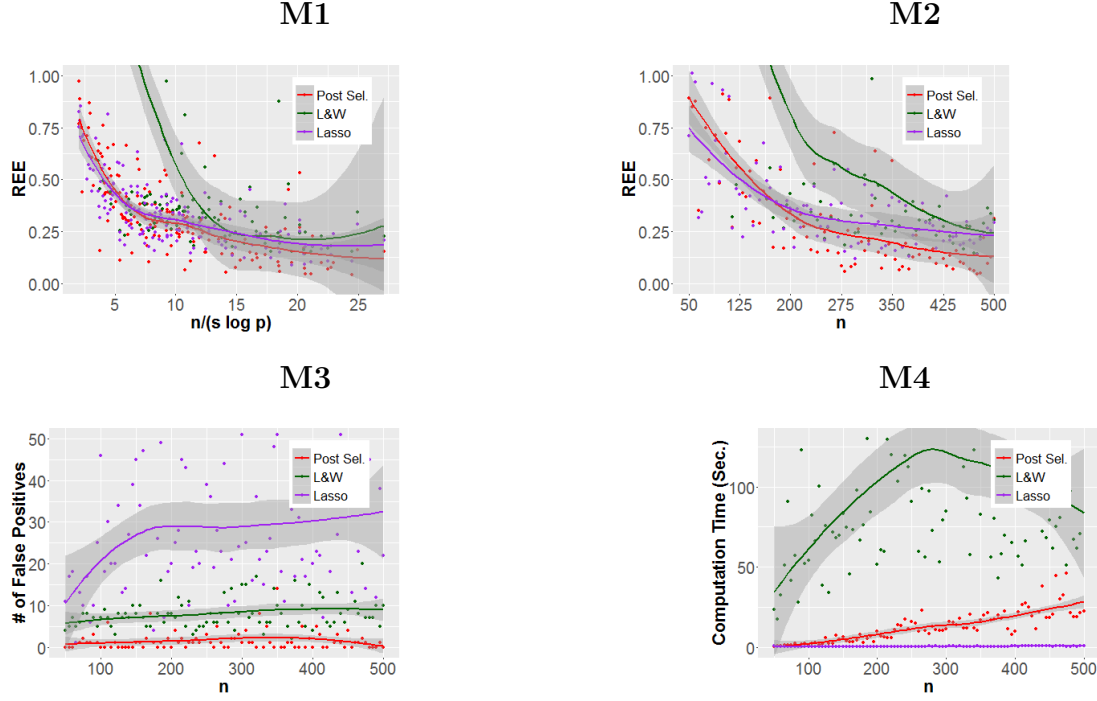 M1
1.00
0.75
0.50
0.25
0.00
REE
5
10
15
20
25
n/(s log p)
Post Sel.
L&W
Lasso
M2
1.00
0.75
0.50
0.25
0.00
REE
50
125
200
275
350
425
500
n
Post Sel.
L&W
Lasso
M3
50
40
30
20
10
0
# of False Positives
100
200
300
400
500
n
Post Sel.
L&W
Lasso
M4
100
50
0
Computation Time (Sec.)
100
200
300
400
500
n
Post Sel.
L&W
Lasso